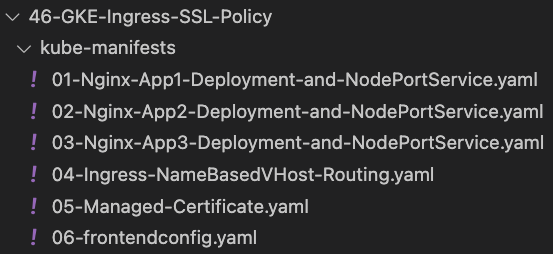 46-GKE-Ingress-SSL-Policy
kube-manifests
! 01-Nginx-App1-Deployment-and-NodePortService.yaml
! 02-Nginx-App2-Deployment-and-NodePortService.yaml
! 03-Nginx-App3-Deployment-and-NodePortService.yaml
! 04-Ingress-NameBasedVHost-Routing.yaml
! 05-Managed-Certificate.yaml
! 06-frontendconfig.yaml